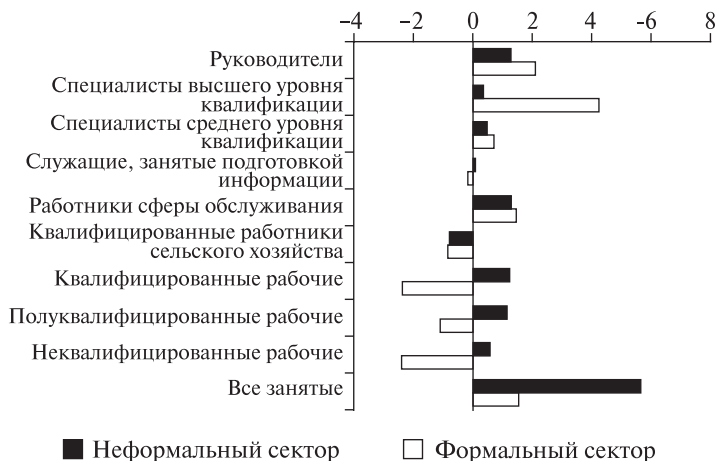 −4 -2 0 2 4 -6 8
Руководители
Специалисты высшего уровня
квалификации
Специалисты среднего уровня
квалификации
Служащие, занятые подготовкой
информации
Работники сферы обслуживания
Квалифицированные работники
сельского хозяйства
Квалифицированные рабочие
Полуквалифицированные рабочие
Неквалифицированные рабочие
Все занятые
Неформальный сектор Формальный сектор